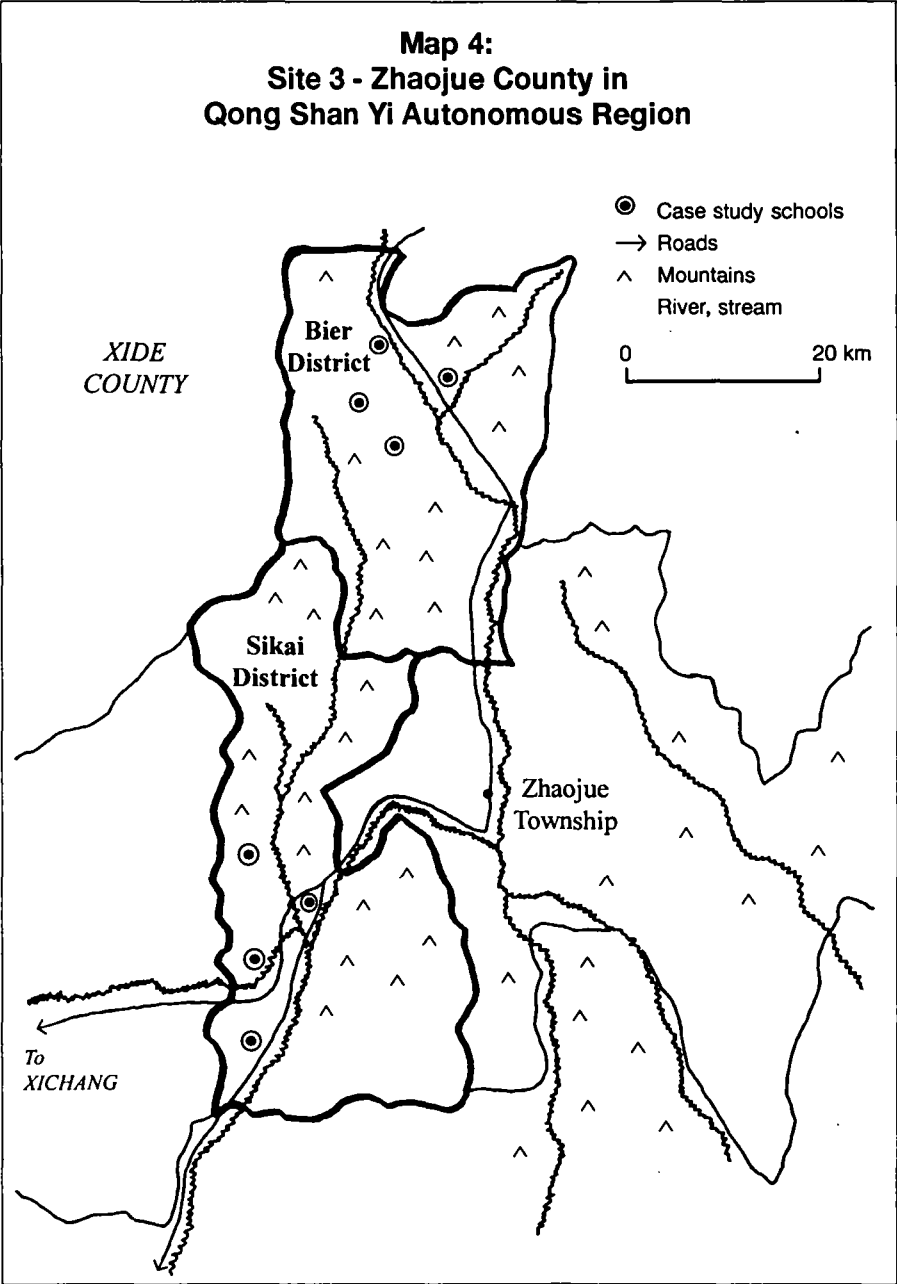 Map 4:
Site 3 - Zhaojue County in
Qong Shan Yi Autonomous Region
Case study schools
Roads
Mountains
River, stream
0 20 km
XIDE
COUNTY
Bier
District
Sikai
District
Zhaojue
Township
To
XICHANG